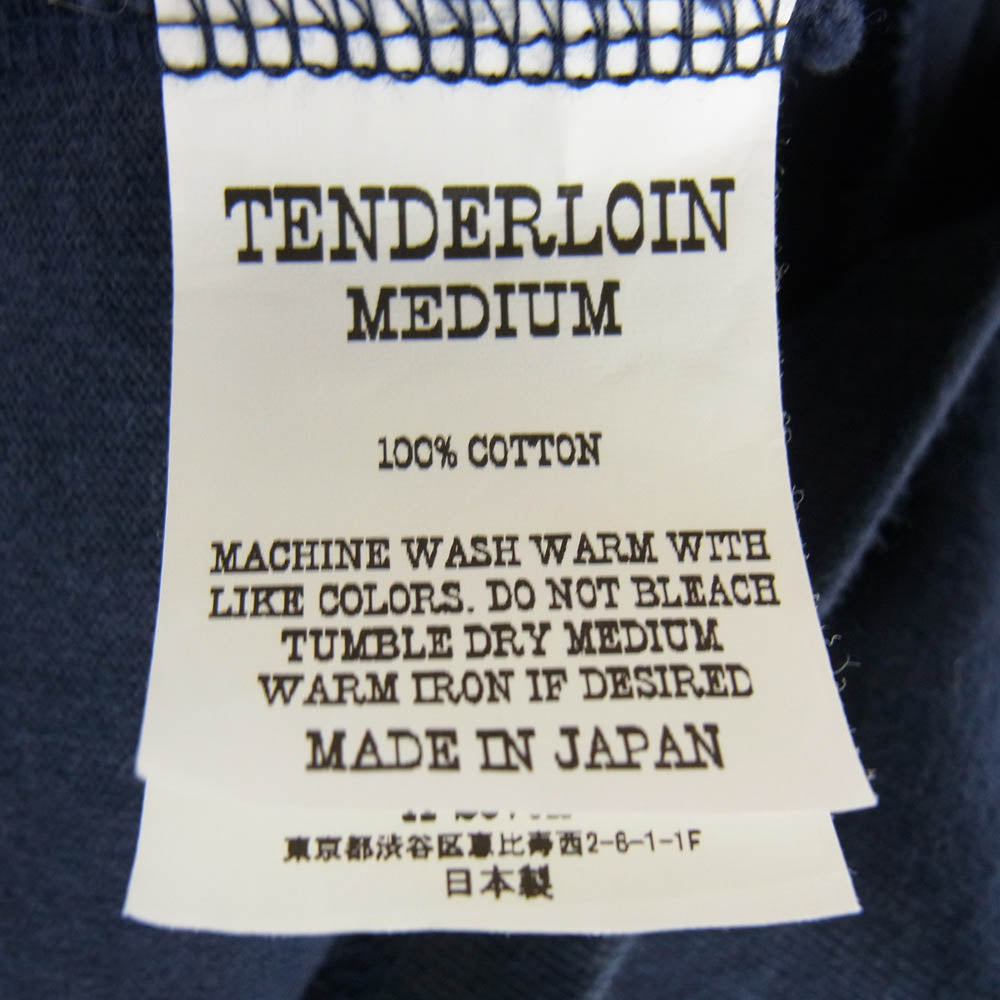 TENDERLOIN
MEDIUM
100% COTTON
MACHINE WASH WARM WITH
LIKE COLORS. DO NOT BLEACH
TUMBLE DRY MEDIUM
WARM IRON IF DESIRED
MADE IN JAPAN
東京都渋谷区恵比寿西2-6-1-1F
日本製